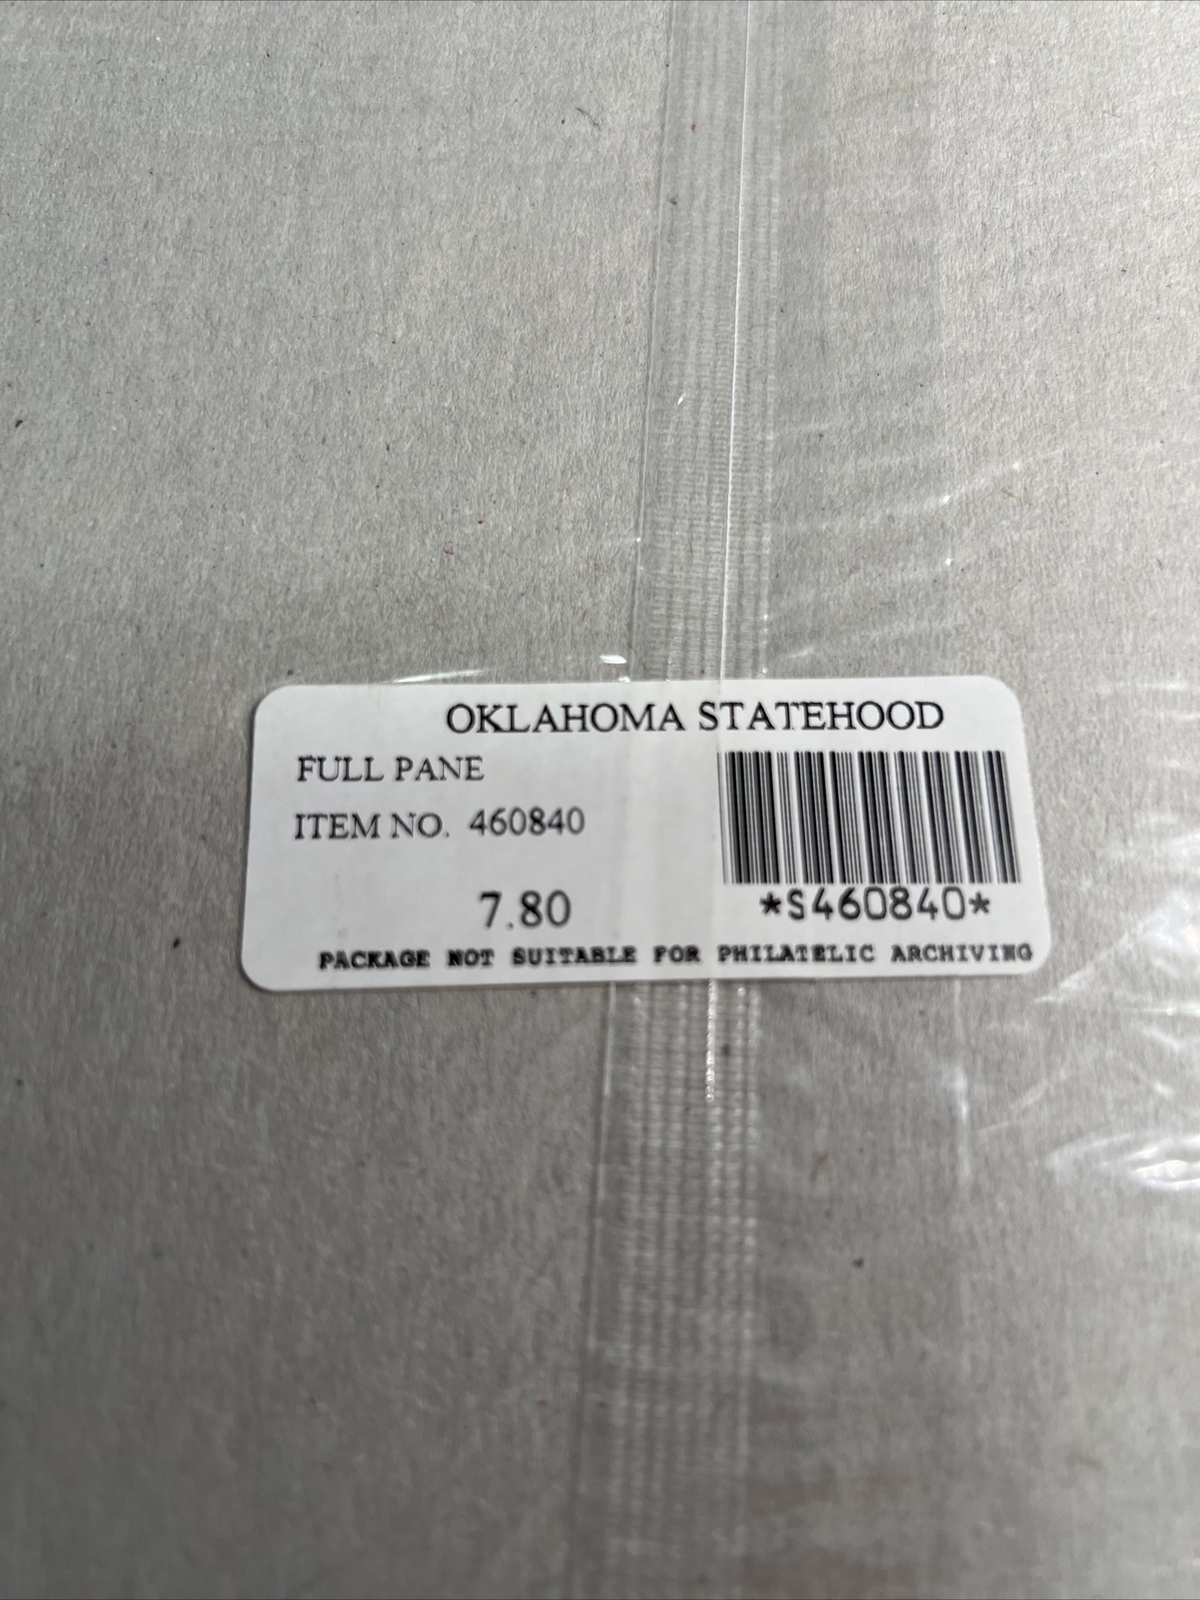 OKLAHOMA STATEHOOD
FULL PANE
ITEM NO. 460840
7.80
*S460840*
PACKAGE NOT SUITABLE FOR PHILATELIC ARCHIVING